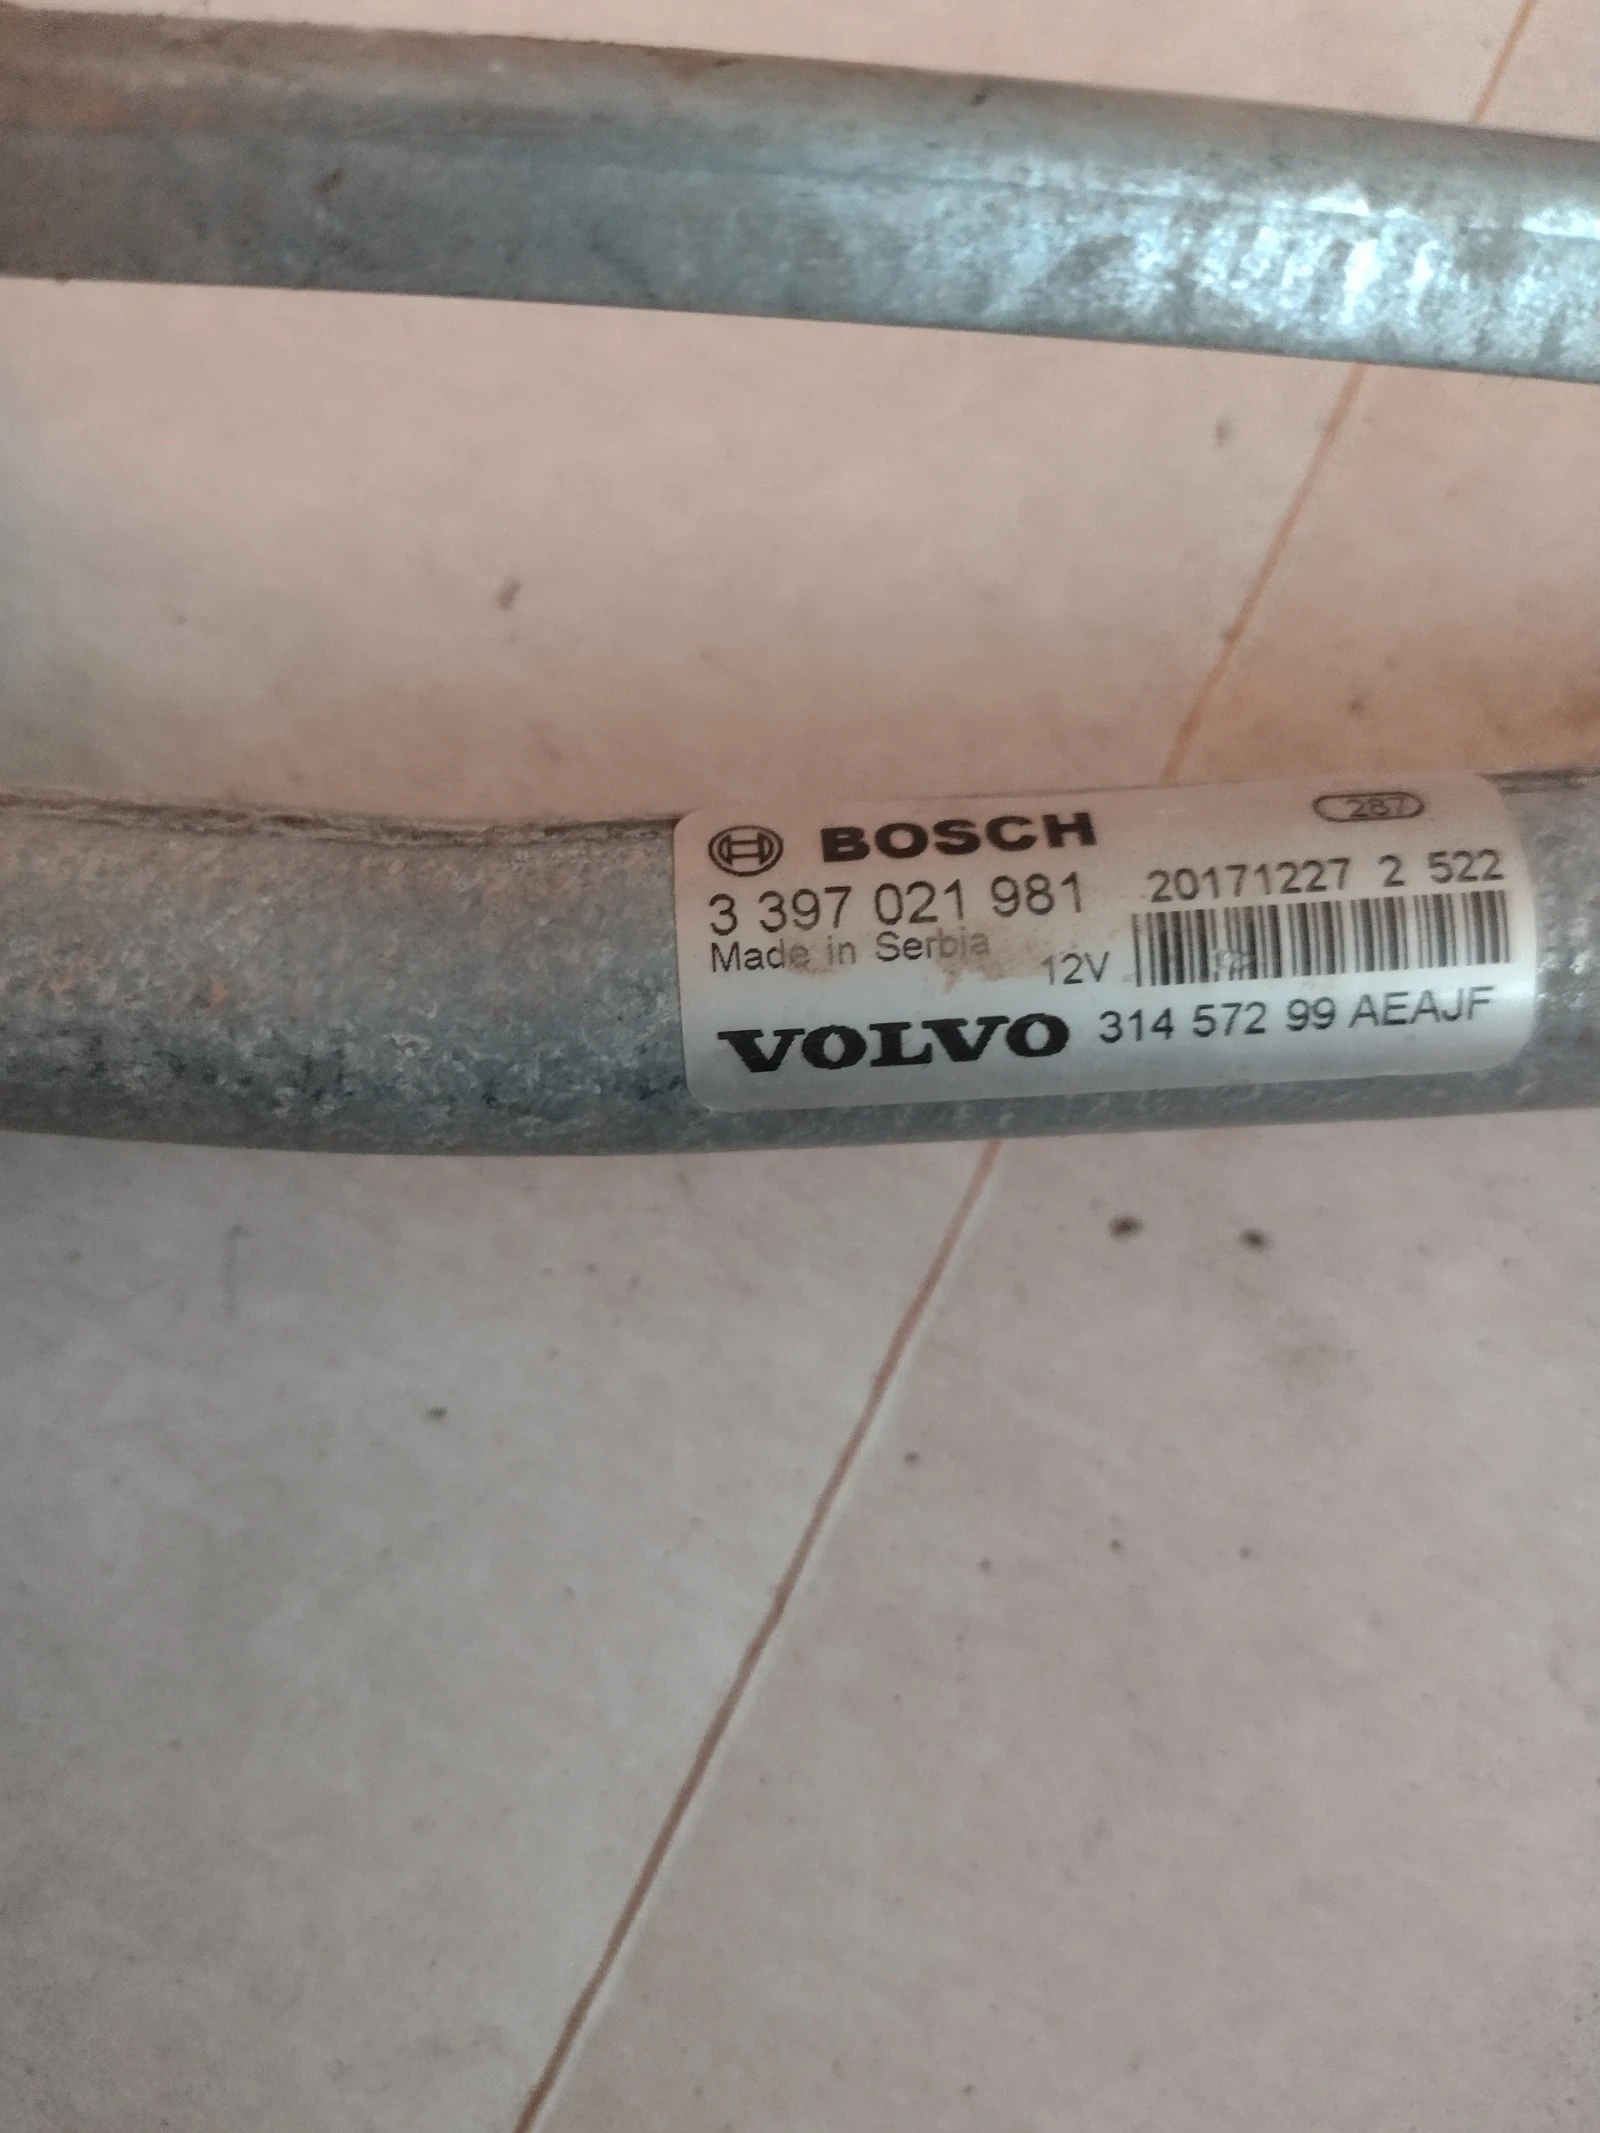 BOSCH
287
3 397 021 981
20171227 2 522
Made in Serbia
12V
VOLVO 314 572 99 AEAJF